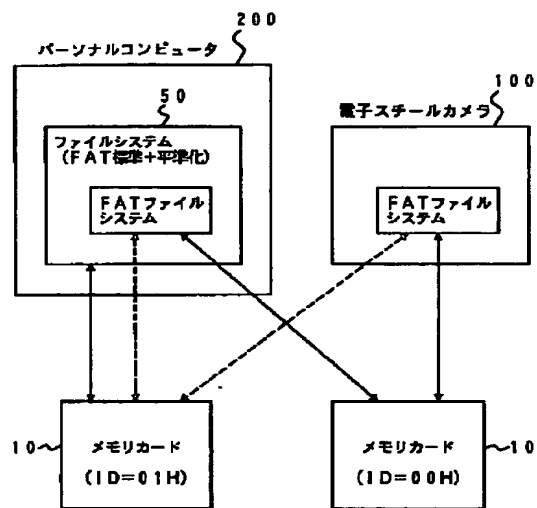 200
パーソナルコンピュータ
50
ファイルシステム
(FAT標準+平準化)
FATファイル
システム
100
電子スチールカメラ
FATファイル
システム
10
メモリカード
(ID=01H)
メモリカード
(ID=00H)
10